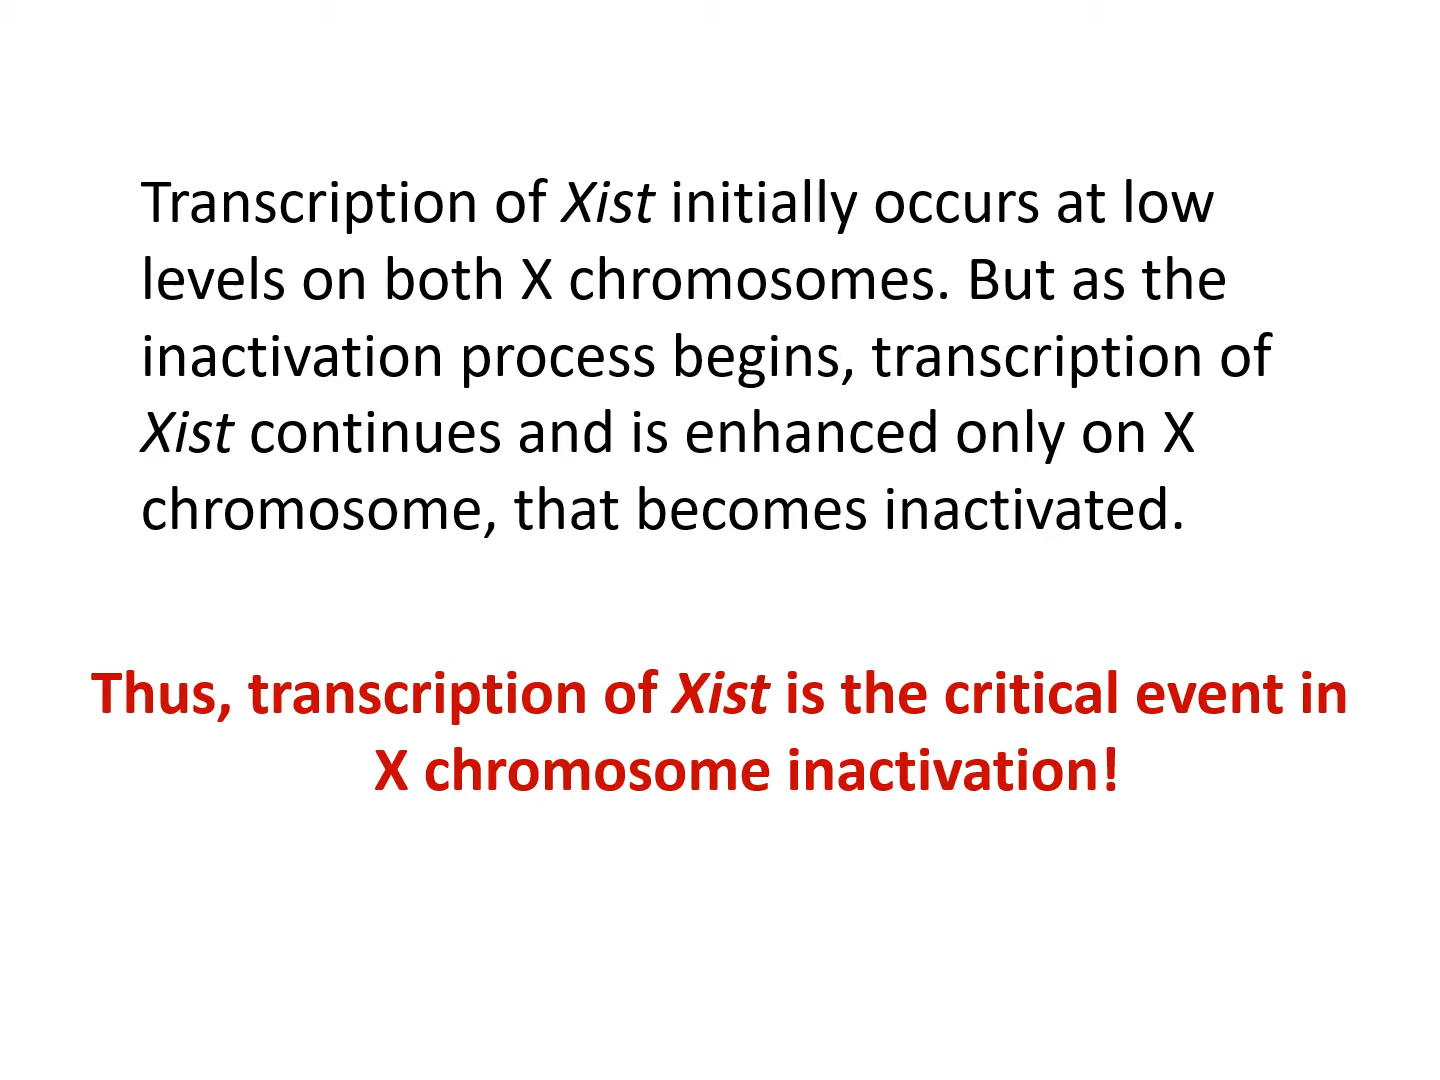 Transcription of Xist initially occurs at low
levels on both X chromosomes. But as the
inactivation process begins, transcription of
Xist continues and is enhanced only on X
chromosome, that becomes inactivated.
Thus, transcription of Xist is the critical event in
X chromosome inactivation!